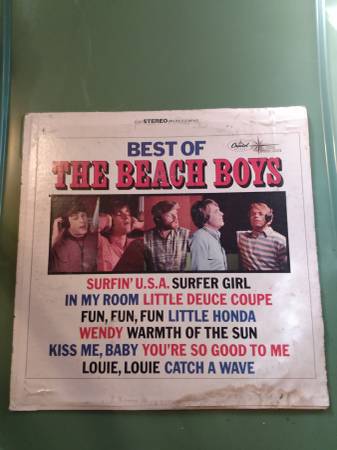 STEREO
BEST OF
Capitol
THE BEACH BOYS
SURFIN' U.S.A. SURFER GIRL
IN MY ROOM LITTLE DEUCE COUPE
FUN, FUN, FUN LITTLE HONDA
WENDY WARMTH OF THE SUN
KISS ME, BABY YOU'RE SO GOOD TO ME
LOUIE, LOUIE CATCH A WAVE